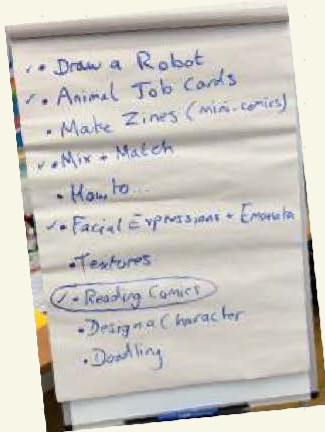 ✓• Draw a Robot
✓• Animal Job Cards
• Make Zines (mini-comics)
✓• Mix + Match
• How to...
✓• Facial Expressions + Emanata
• Textures
✓• Reading Comics
• Design a Character
• Doodling